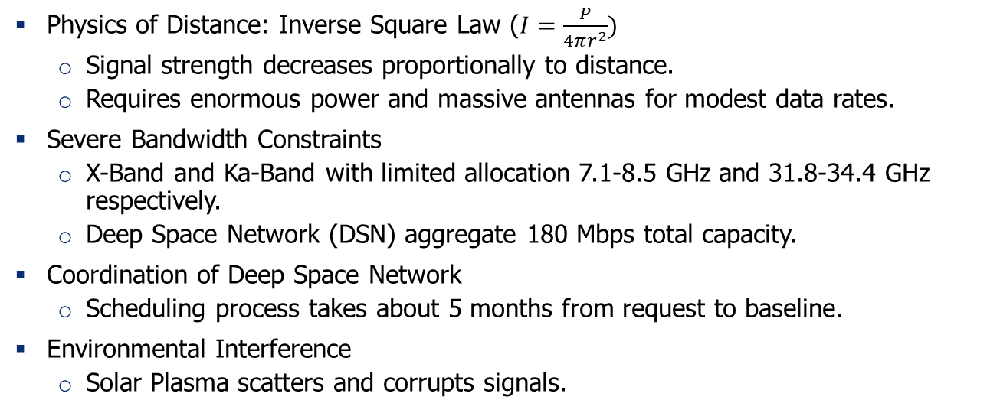 ▪ Physics of Distance: Inverse Square Law (I = P/4πr²)
o Signal strength decreases proportionally to distance.
o Requires enormous power and massive antennas for modest data rates.
▪ Severe Bandwidth Constraints
o X-Band and Ka-Band with limited allocation 7.1-8.5 GHz and 31.8-34.4 GHz
respectively.
o Deep Space Network (DSN) aggregate 180 Mbps total capacity.
▪ Coordination of Deep Space Network
o Scheduling process takes about 5 months from request to baseline.
▪ Environmental Interference
o Solar Plasma scatters and corrupts signals.